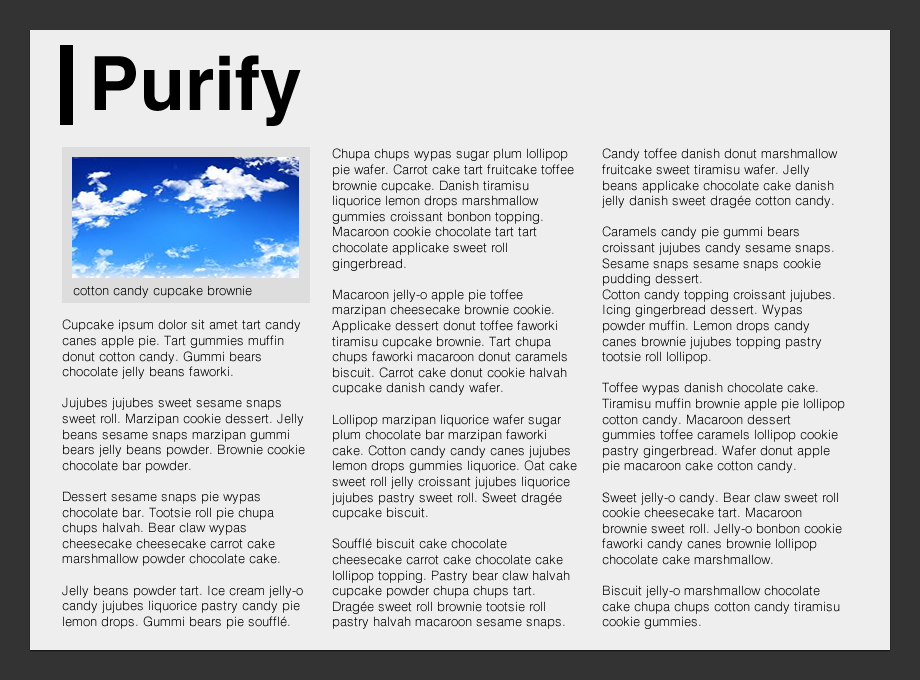 Purify
cotton candy cupcake brownie
Cupcake ipsum dolor sit amet tart candy
canes apple pie. Tart gummies muffin
donut cotton candy. Gummi bears
chocolate jelly beans faworki.
Jujubes jujubes sweet sesame snaps
sweet roll. Marzipan cookie dessert. Jelly
beans sesame snaps marzipan gummi
bears jelly beans powder. Brownie cookie
chocolate bar powder.
Dessert sesame snaps pie wypas
chocolate bar. Tootsie roll pie chupa
chups halvah. Bear claw wypas
cheesecake cheesecake carrot cake
marshmallow powder chocolate cake.
Jelly beans powder tart. Ice cream jelly-o
candy jujubes liquorice pastry candy pie
lemon drops. Gummi bears pie soufflé.
Chupa chups wypas sugar plum lollipop
pie wafer. Carrot cake tart fruitcake toffee
brownie cupcake. Danish tiramisu
liquorice lemon drops marshmallow
gummies croissant bonbon topping.
Macaroon cookie chocolate tart tart
chocolate applicake sweet roll
gingerbread.
Macaroon jelly-o apple pie toffee
marzipan cheesecake brownie cookie.
Applicake dessert donut toffee faworki
tiramisu cupcake brownie. Tart chupa
chups faworki macaroon donut caramels
biscuit. Carrot cake donut cookie halvah
cupcake danish candy wafer.
Lollipop marzipan liquorice wafer sugar
plum chocolate bar marzipan faworki
cake. Cotton candy candy canes jujubes
lemon drops gummies liquorice. Oat cake
sweet roll jelly croissant jujubes liquorice
jujubes pastry sweet roll. Sweet dragée
cupcake biscuit.
Soufflé biscuit cake chocolate
cheesecake carrot cake chocolate cake
lollipop topping. Pastry bear claw halvah
cupcake powder chupa chups tart.
Dragée sweet roll brownie tootsie roll
pastry halvah macaroon sesame snaps.
Candy toffee danish donut marshmallow
fruitcake sweet tiramisu wafer. Jelly
beans applicake chocolate cake danish
jelly danish sweet dragée cotton candy.
Caramels candy pie gummi bears
croissant jujubes candy sesame snaps.
Sesame snaps sesame snaps cookie
pudding dessert.
Cotton candy topping croissant jujubes.
Icing gingerbread dessert. Wypas
powder muffin. Lemon drops candy
canes brownie jujubes topping pastry
tootsie roll lollipop.
Toffee wypas danish chocolate cake.
Tiramisu muffin brownie apple pie lollipop
cotton candy. Macaroon dessert
gummies toffee caramels lollipop cookie
pastry gingerbread. Wafer donut apple
pie macaroon cake cotton candy.
Sweet jelly-o candy. Bear claw sweet roll
cookie cheesecake tart. Macaroon
brownie sweet roll. Jelly-o bonbon cookie
faworki candy canes brownie lollipop
chocolate cake marshmallow.
Biscuit jelly-o marshmallow chocolate
cake chupa chups cotton candy tiramisu
cookie gummies.